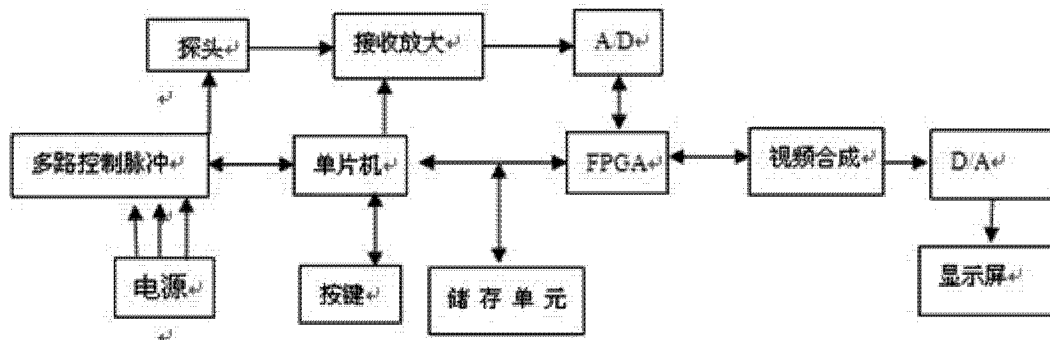 探头
接收放大
A/D
多路控制脉冲
单片机
FPGA
视频合成
D/A
电源
按键
储存单元
显示屏